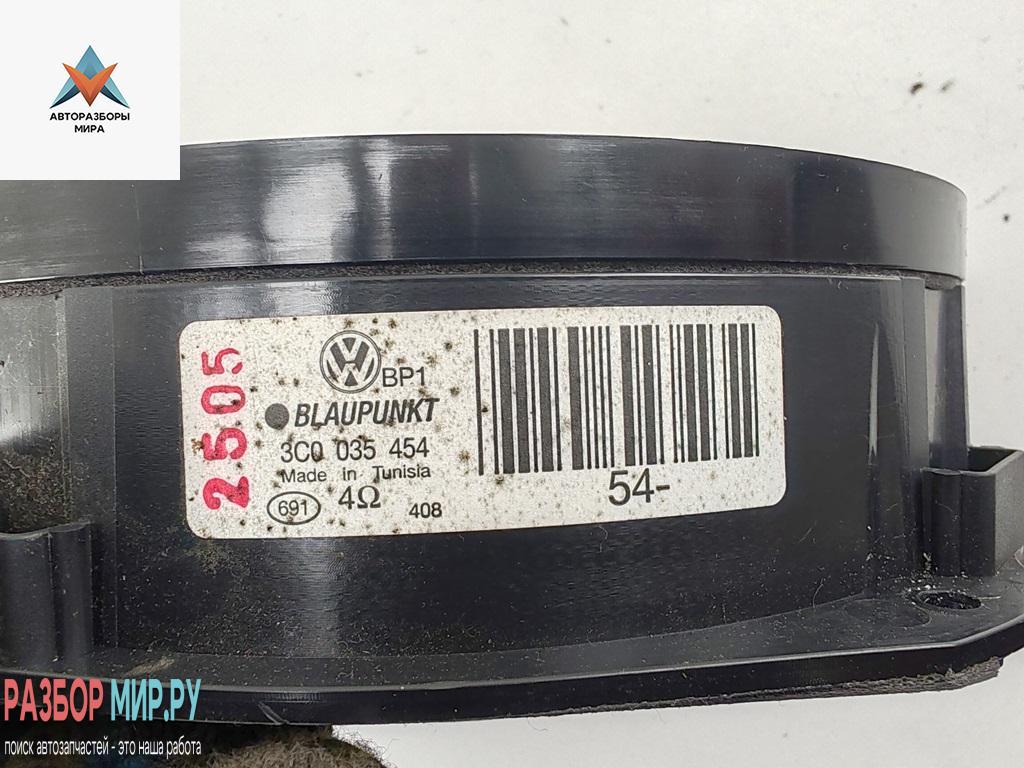 АВТОРАЗБОРЫ
МИРА
2505
VW BP1
BLAUPUNKT
3C0 035 454
Made in Tunisia
691 4Ω 408
54-
РАЗБОР МИР.РУ
поиск автозапчастей - это наша работа